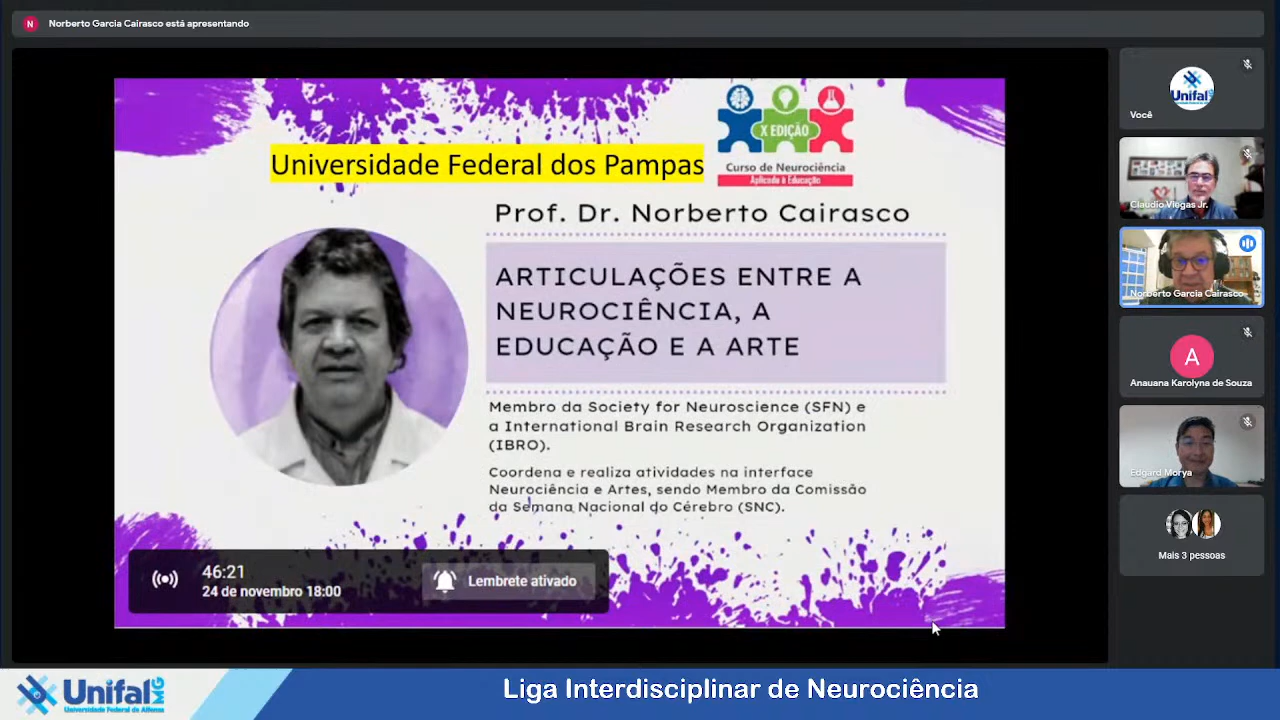 N
Norberto Garcia Cairasco está apresentando
Universidade Federal dos Pampas
X EDIÇÃO
Curso de Neurociência
Aplicada à Educação
Prof. Dr. Norberto Cairasco
ARTICULAÇÕES ENTRE A
NEUROCIÊNCIA, A
EDUCAÇÃO E A ARTE
Membro da Society for Neuroscience (SFN) e
a International Brain Research Organization
(IBRO).
Coordena e realiza atividades na interface
Neurociência e Artes, sendo Membro da Comissão
da Semana Nacional do Cérebro (SNC).
46:21
24 de novembro 18:00
Lembrete ativado
Unifal
Você
Claudio Viegas Jr.
Norberto Garcia Cairasco
A
Anauana Karolyna de Souza
Edgard Morya
Mais 3 pessoas
Unifal MG
Universidade Federal de Alfenas
Liga Interdisciplinar de Neurociência